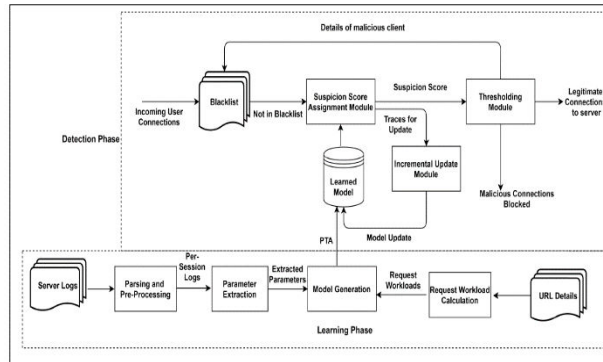 Details of malicious client
Blacklist
Incoming User
Connections
Not in Blacklist
Suspicion Score
Assignment Module
Suspicion Score
Thresholding
Module
Legitimate
Connection
to server
Detection Phase
Traces for
Update
Incremental Update
Module
Learned
Model
Malicious Connections
Blocked
PTA
Model Update
Server Logs
Parsing and
Pre-Processing
Per-
Session
Logs
Parameter
Extraction
Extracted
Parameters
Model Generation
Request
Workloads
Request Workload
Calculation
URL Details
Learning Phase